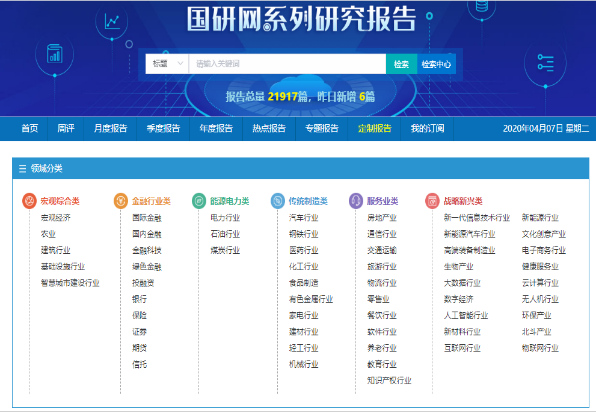 国研网系列研究报告
标题 请输入关键词 检索 检索中心
报告总量 21917篇，昨日新增 6篇
首页 周评 月度报告 季度报告 年度报告 热点报告 专题报告 定制报告 我的订阅 2020年04月07日 星期二
领域分类
宏观综合类
宏观经济
农业
建筑行业
基础设施行业
智慧城市建设行业
金融行业类
国际金融
国内金融
金融科技
绿色金融
投融资
银行
保险
证券
期货
信托
能源电力类
电力行业
石油行业
煤炭行业
传统制造类
汽车行业
钢铁行业
医药行业
化工行业
食品制造
有色金属行业
家电行业
建材行业
轻工行业
机械行业
服务业类
房地产业
通信行业
交通运输
旅游行业
物流行业
零售业
餐饮行业
软件行业
养老行业
教育行业
知识产权行业
战略新兴类
新一代信息技术行业 新能源行业
新能源汽车行业 文化创意产业
高端装备制造业 电子商务行业
生物产业 健康服务业
大数据行业 云计算行业
数字经济 无人机行业
人工智能行业 环保产业
新材料行业 北斗产业
互联网行业 物联网行业